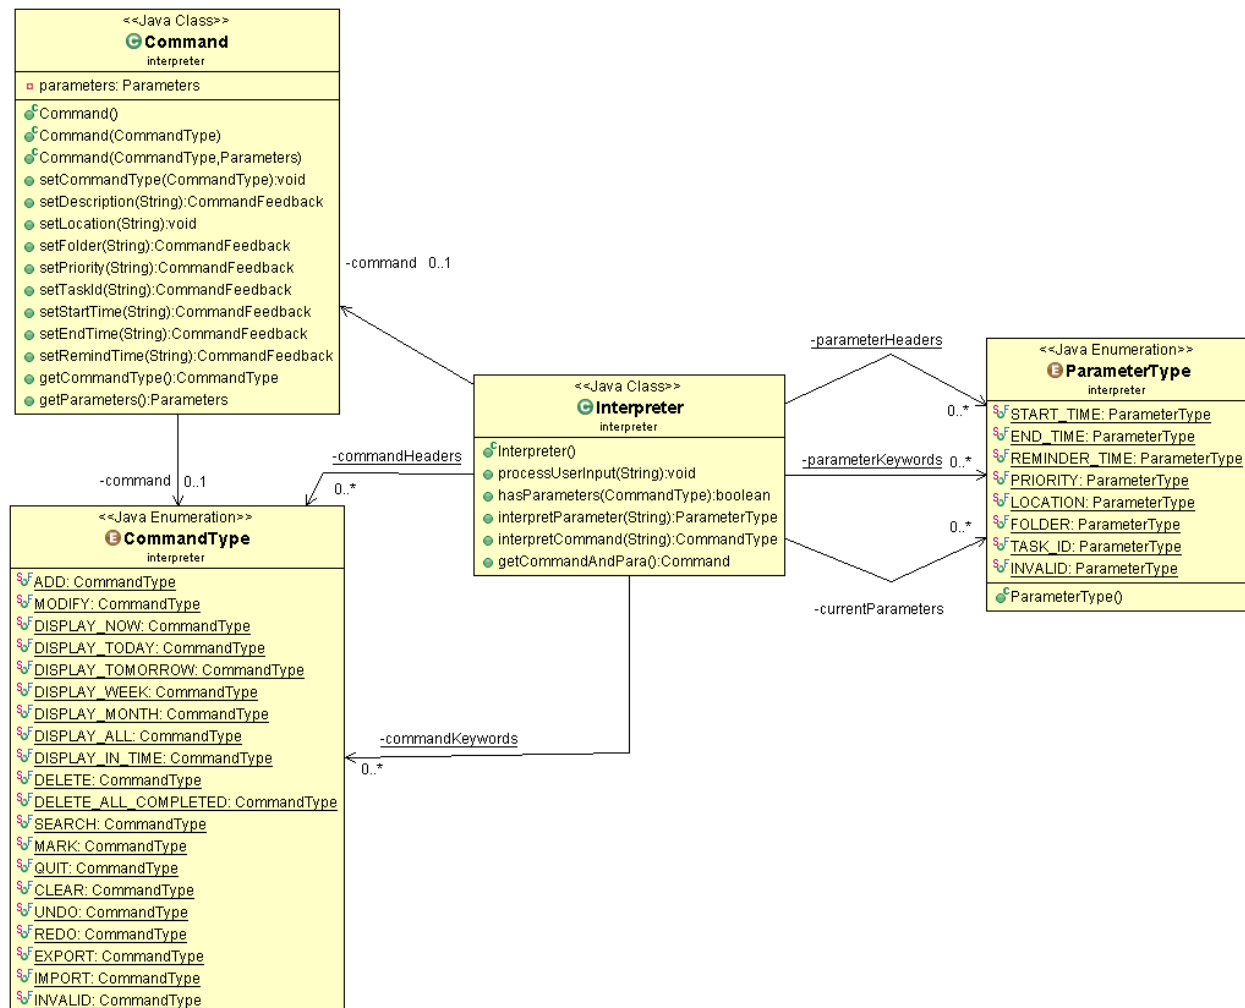 <<Java Class>>
Command
interpreter
parameters: Parameters
Command()
Command(CommandType)
Command(CommandType,Parameters)
setCommandType(CommandType):void
setDescription(String):CommandFeedback
setLocation(String):void
setFolder(String):CommandFeedback
setPriority(String):CommandFeedback
setTaskId(String):CommandFeedback
setStartTime(String):CommandFeedback
setEndTime(String):CommandFeedback
setRemindTime(String):CommandFeedback
getCommandType():CommandType
getParameters():Parameters
-command 0..1
-command 0..1
<<Java Class>>
Interpreter
interpreter
Interpreter()
processUserInput(String):void
hasParameters(CommandType):boolean
interpretParameter(String):ParameterType
interpretCommand(String):CommandType
getCommandAndPara():Command
-commandHeaders
0..*
-commandKeywords
0..*
-parameterHeaders
0..*
-parameterKeywords 0..*
0..*
-currentParameters
<<Java Enumeration>>
ParameterType
interpreter
START_TIME: ParameterType
END_TIME: ParameterType
REMINDER_TIME: ParameterType
PRIORITY: ParameterType
LOCATION: ParameterType
FOLDER: ParameterType
TASK_ID: ParameterType
INVALID: ParameterType
ParameterType()
<<Java Enumeration>>
CommandType
interpreter
ADD: CommandType
MODIFY: CommandType
DISPLAY_NOW: CommandType
DISPLAY_TODAY: CommandType
DISPLAY_TOMORROW: CommandType
DISPLAY_WEEK: CommandType
DISPLAY_MONTH: CommandType
DISPLAY_ALL: CommandType
DISPLAY_IN_TIME: CommandType
DELETE: CommandType
DELETE_ALL_COMPLETED: CommandType
SEARCH: CommandType
MARK: CommandType
QUIT: CommandType
CLEAR: CommandType
UNDO: CommandType
REDO: CommandType
EXPORT: CommandType
IMPORT: CommandType
INVALID: CommandType